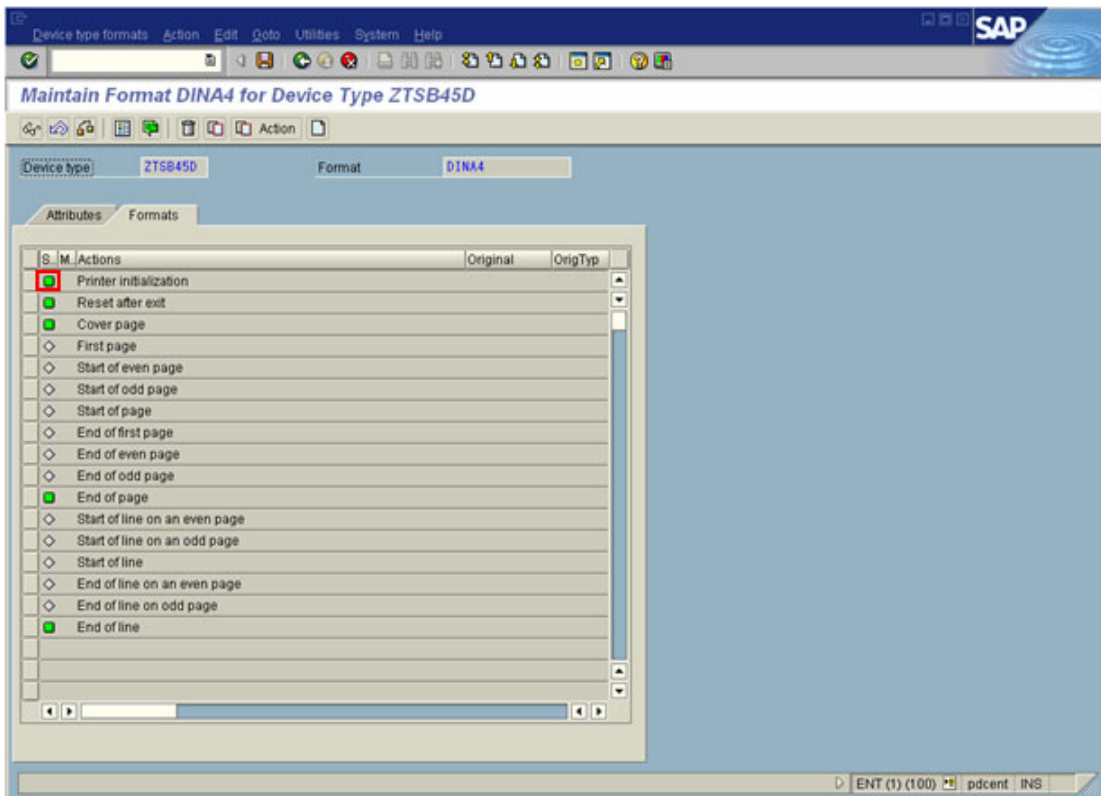 Device type formats Action Edit Goto Utilities System Help
SAP
Maintain Format DINA4 for Device Type ZTSB45D
Action
Device type ZTSB45D Format DINA4
Attributes Formats
S.. M.. Actions Original OrigTyp
Printer initialization
Reset after exit
Cover page
First page
Start of even page
Start of odd page
Start of page
End of first page
End of even page
End of odd page
End of page
Start of line on an even page
Start of line on an odd page
Start of line
End of line on an even page
End of line on odd page
End of line
ENT (1) (100) pdcent INS